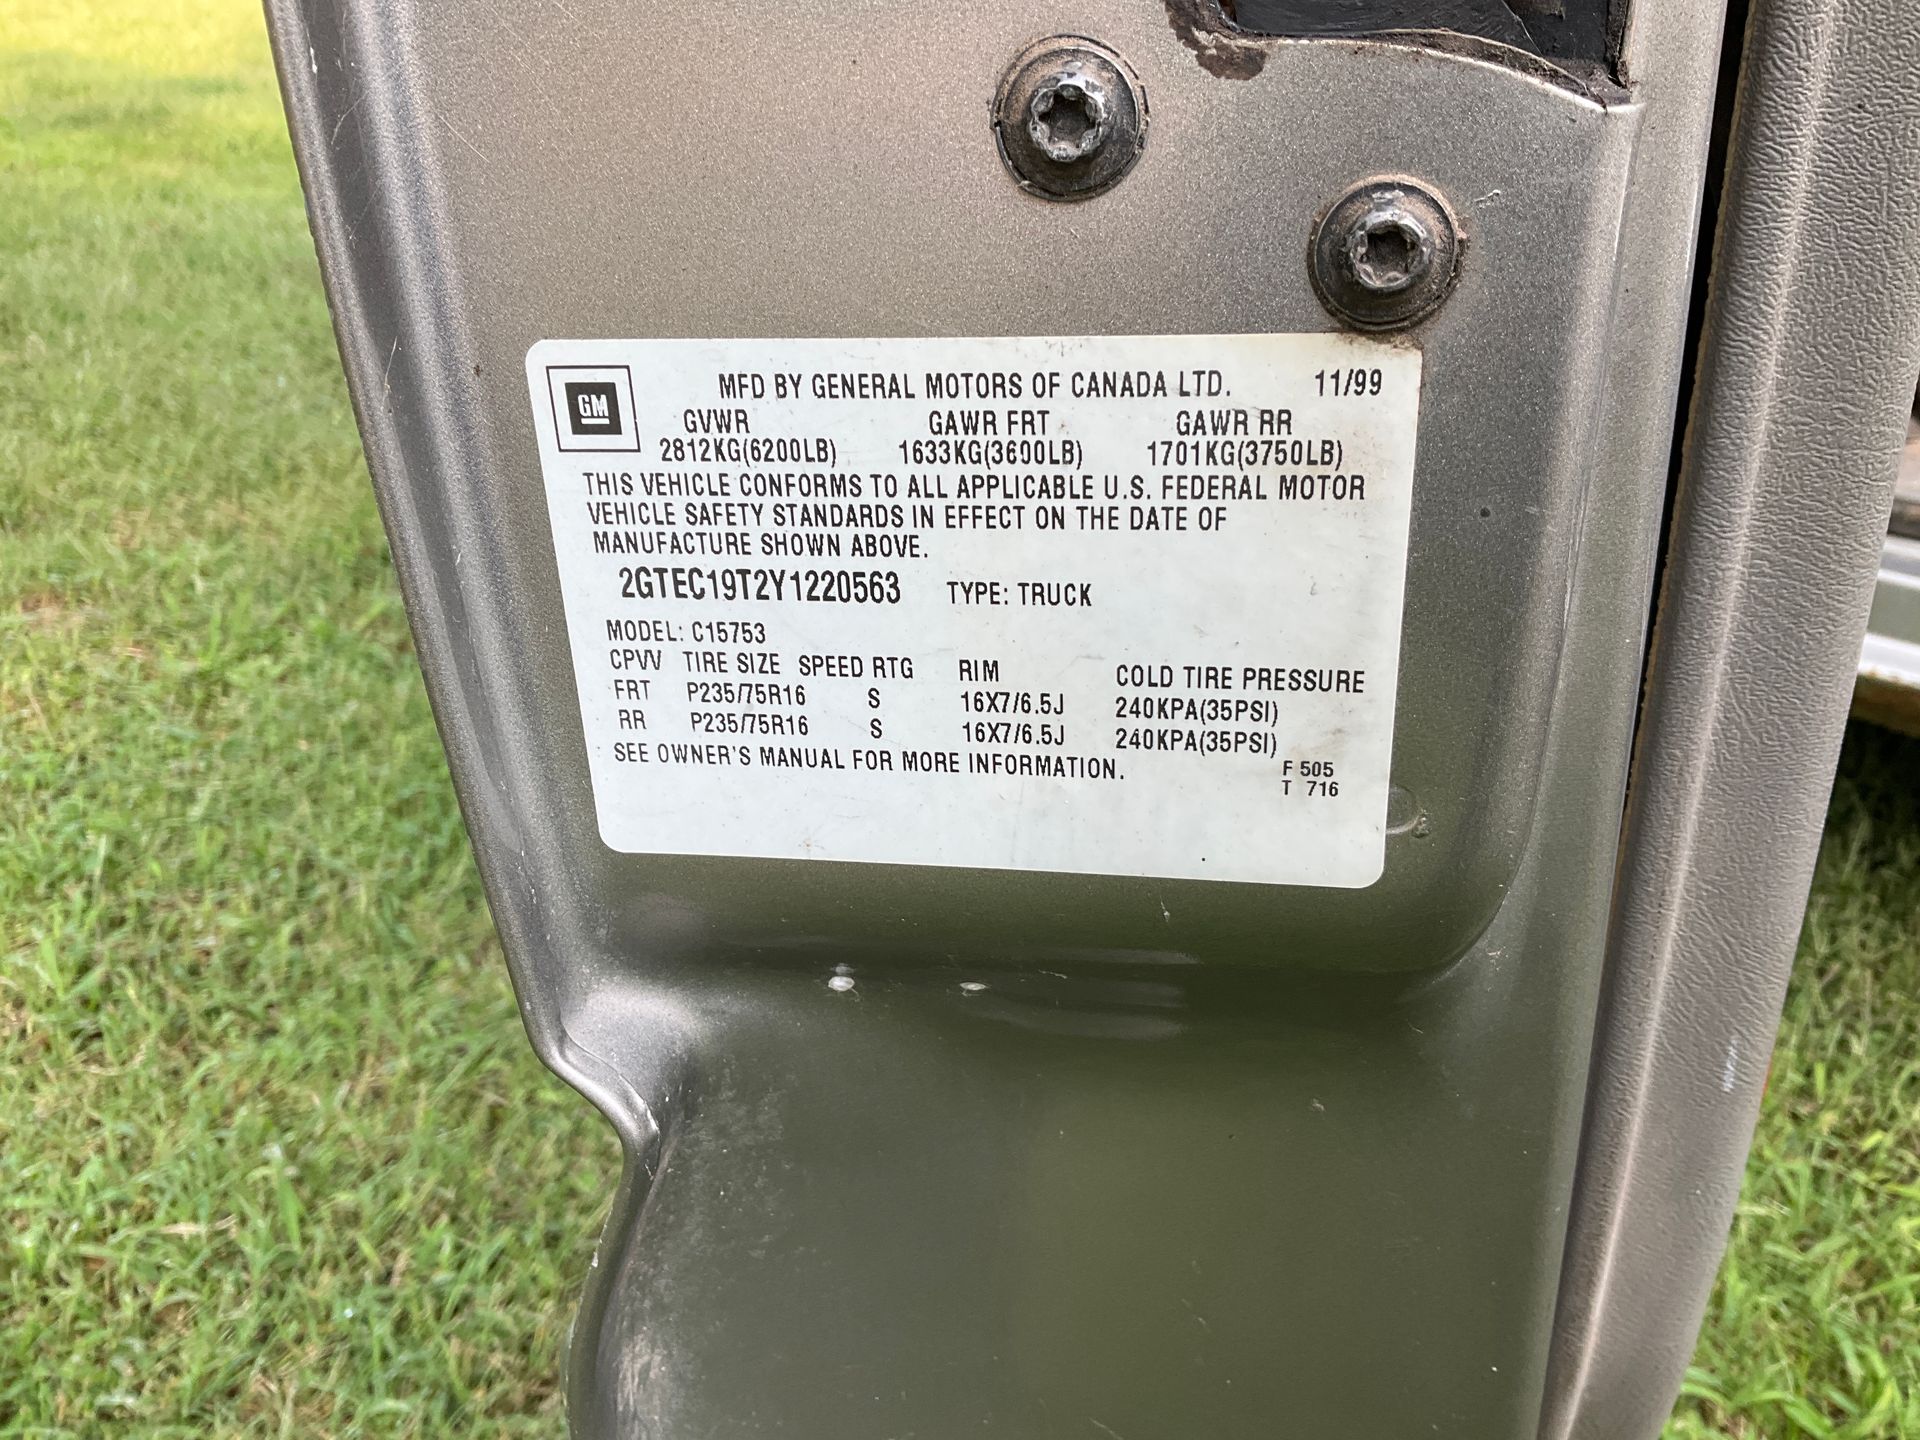 GM
MFD BY GENERAL MOTORS OF CANADA LTD. 11/99
GVWR GAWR FRT GAWR RR
2812KG(6200LB) 1633KG(3600LB) 1701KG(3750LB)
THIS VEHICLE CONFORMS TO ALL APPLICABLE U.S. FEDERAL MOTOR
VEHICLE SAFETY STANDARDS IN EFFECT ON THE DATE OF
MANUFACTURE SHOWN ABOVE.
2GTEC19T2Y1220563 TYPE: TRUCK
MODEL: C15753
CPVV TIRE SIZE SPEED RTG RIM COLD TIRE PRESSURE
FRT P235/75R16 S 16X7/6.5J 240KPA(35PSI)
RR P235/75R16 S 16X7/6.5J 240KPA(35PSI)
SEE OWNER'S MANUAL FOR MORE INFORMATION.
F 505
T 716